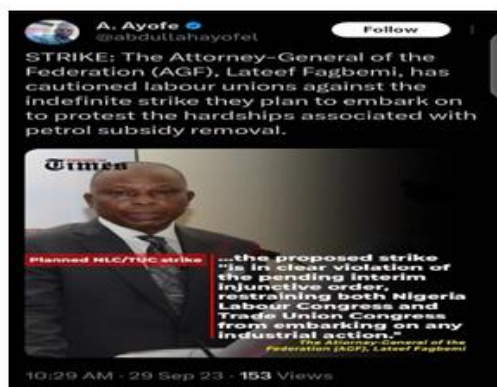 A. Ayofe
@abdullahayofel
Follow
STRIKE: The Attorney-General of the
Federation (AGF), Lateef Fagbemi, has
cautioned labour unions against the
indefinite strike they plan to embark on
to protest the hardships associated with
petrol subsidy removal.
Times
Planned NLC/TUC strike
...the proposed strike
"is in clear violation of
the pending interim
injunctive order,
restraining both Nigeria
Labour Congress and
Trade Union Congress
from embarking on any
industrial action."
The Attorney-General of the
Federation (AGF), Lateef Fagbemi
10:29 AM · 29 Sep 23 · 153 Views